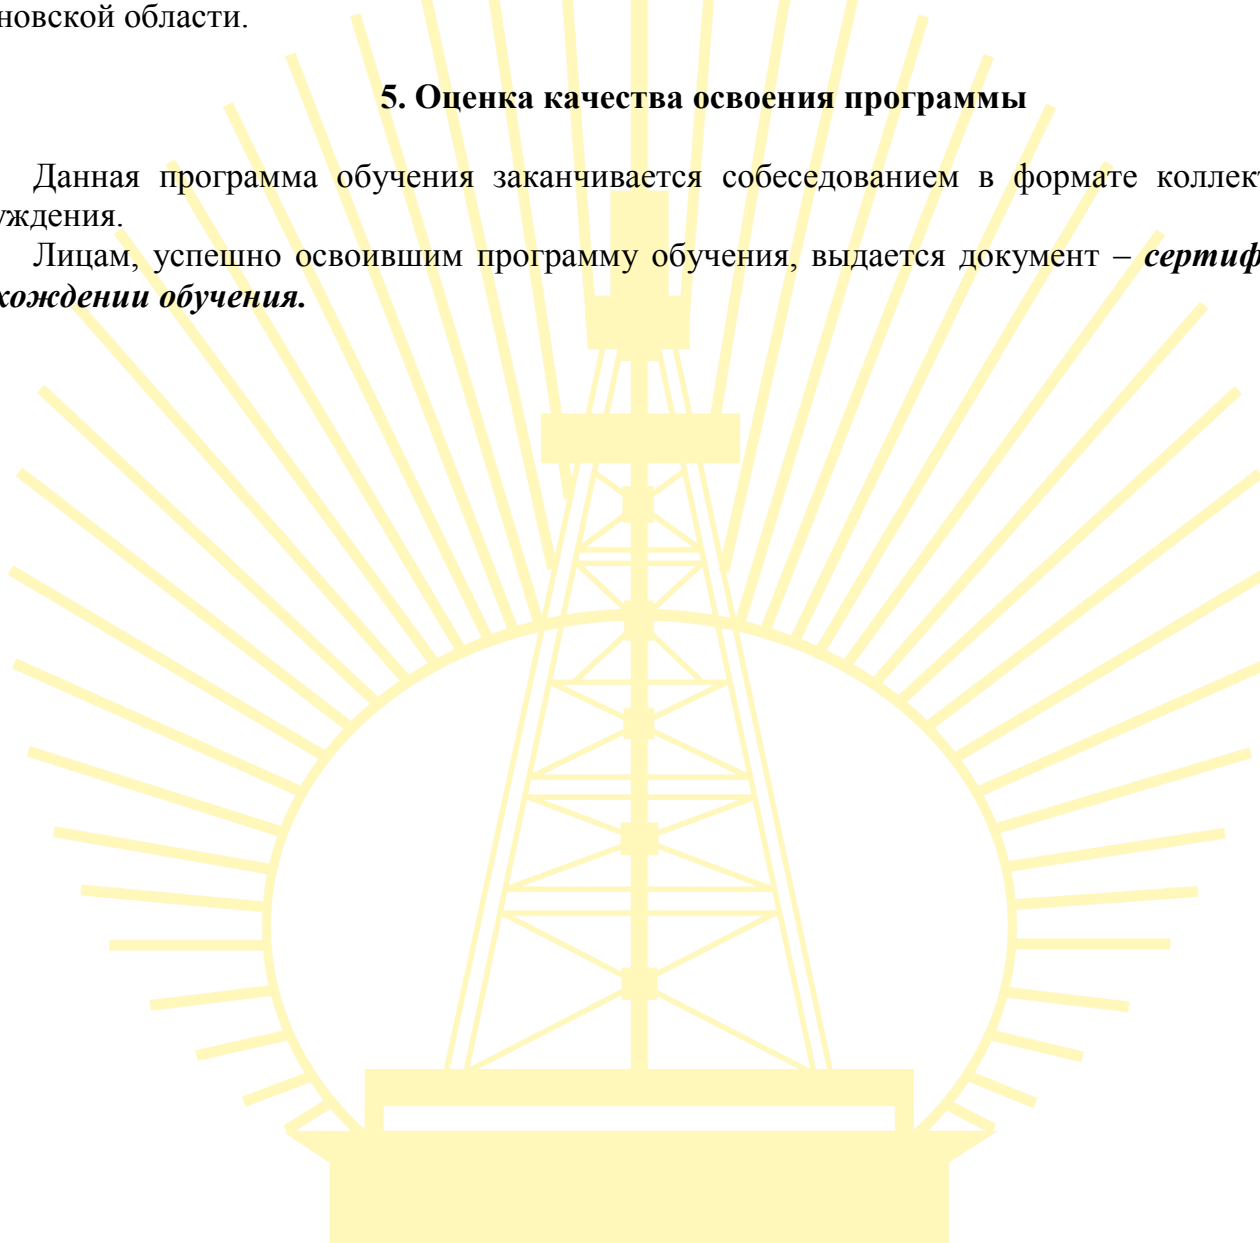 новской области.
5. Оценка качества освоения программы
Данная программа обучения заканчивается собеседованием в формате коллект
уждения.
Лицам, успешно освоившим программу обучения, выдается документ – сертиф
хождении обучения.